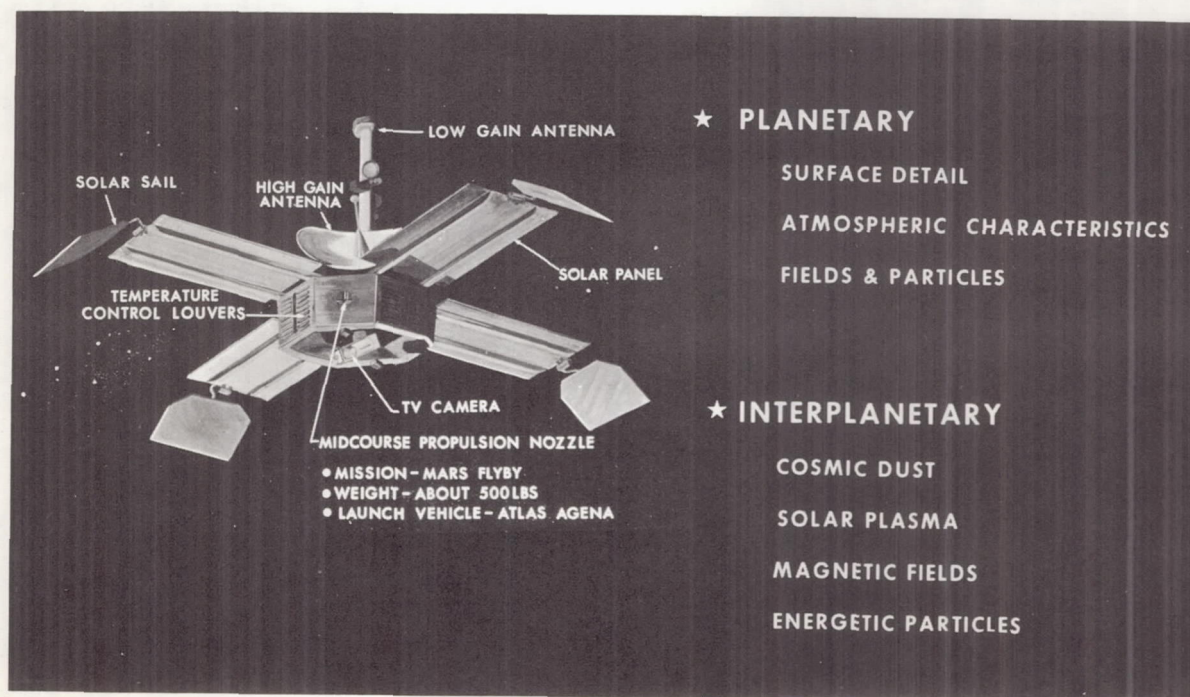 LOW GAIN ANTENNA
SOLAR SAIL
HIGH GAIN
ANTENNA
SOLAR PANEL
TEMPERATURE
CONTROL LOUVERS
TV CAMERA
MIDCOURSE PROPULSION NOZZLE
• MISSION - MARS FLYBY
• WEIGHT - ABOUT 500LBS
• LAUNCH VEHICLE - ATLAS AGENA
★ PLANETARY
SURFACE DETAIL
ATMOSPHERIC CHARACTERISTICS
FIELDS & PARTICLES
★ INTERPLANETARY
COSMIC DUST
SOLAR PLASMA
MAGNETIC FIELDS
ENERGETIC PARTICLES